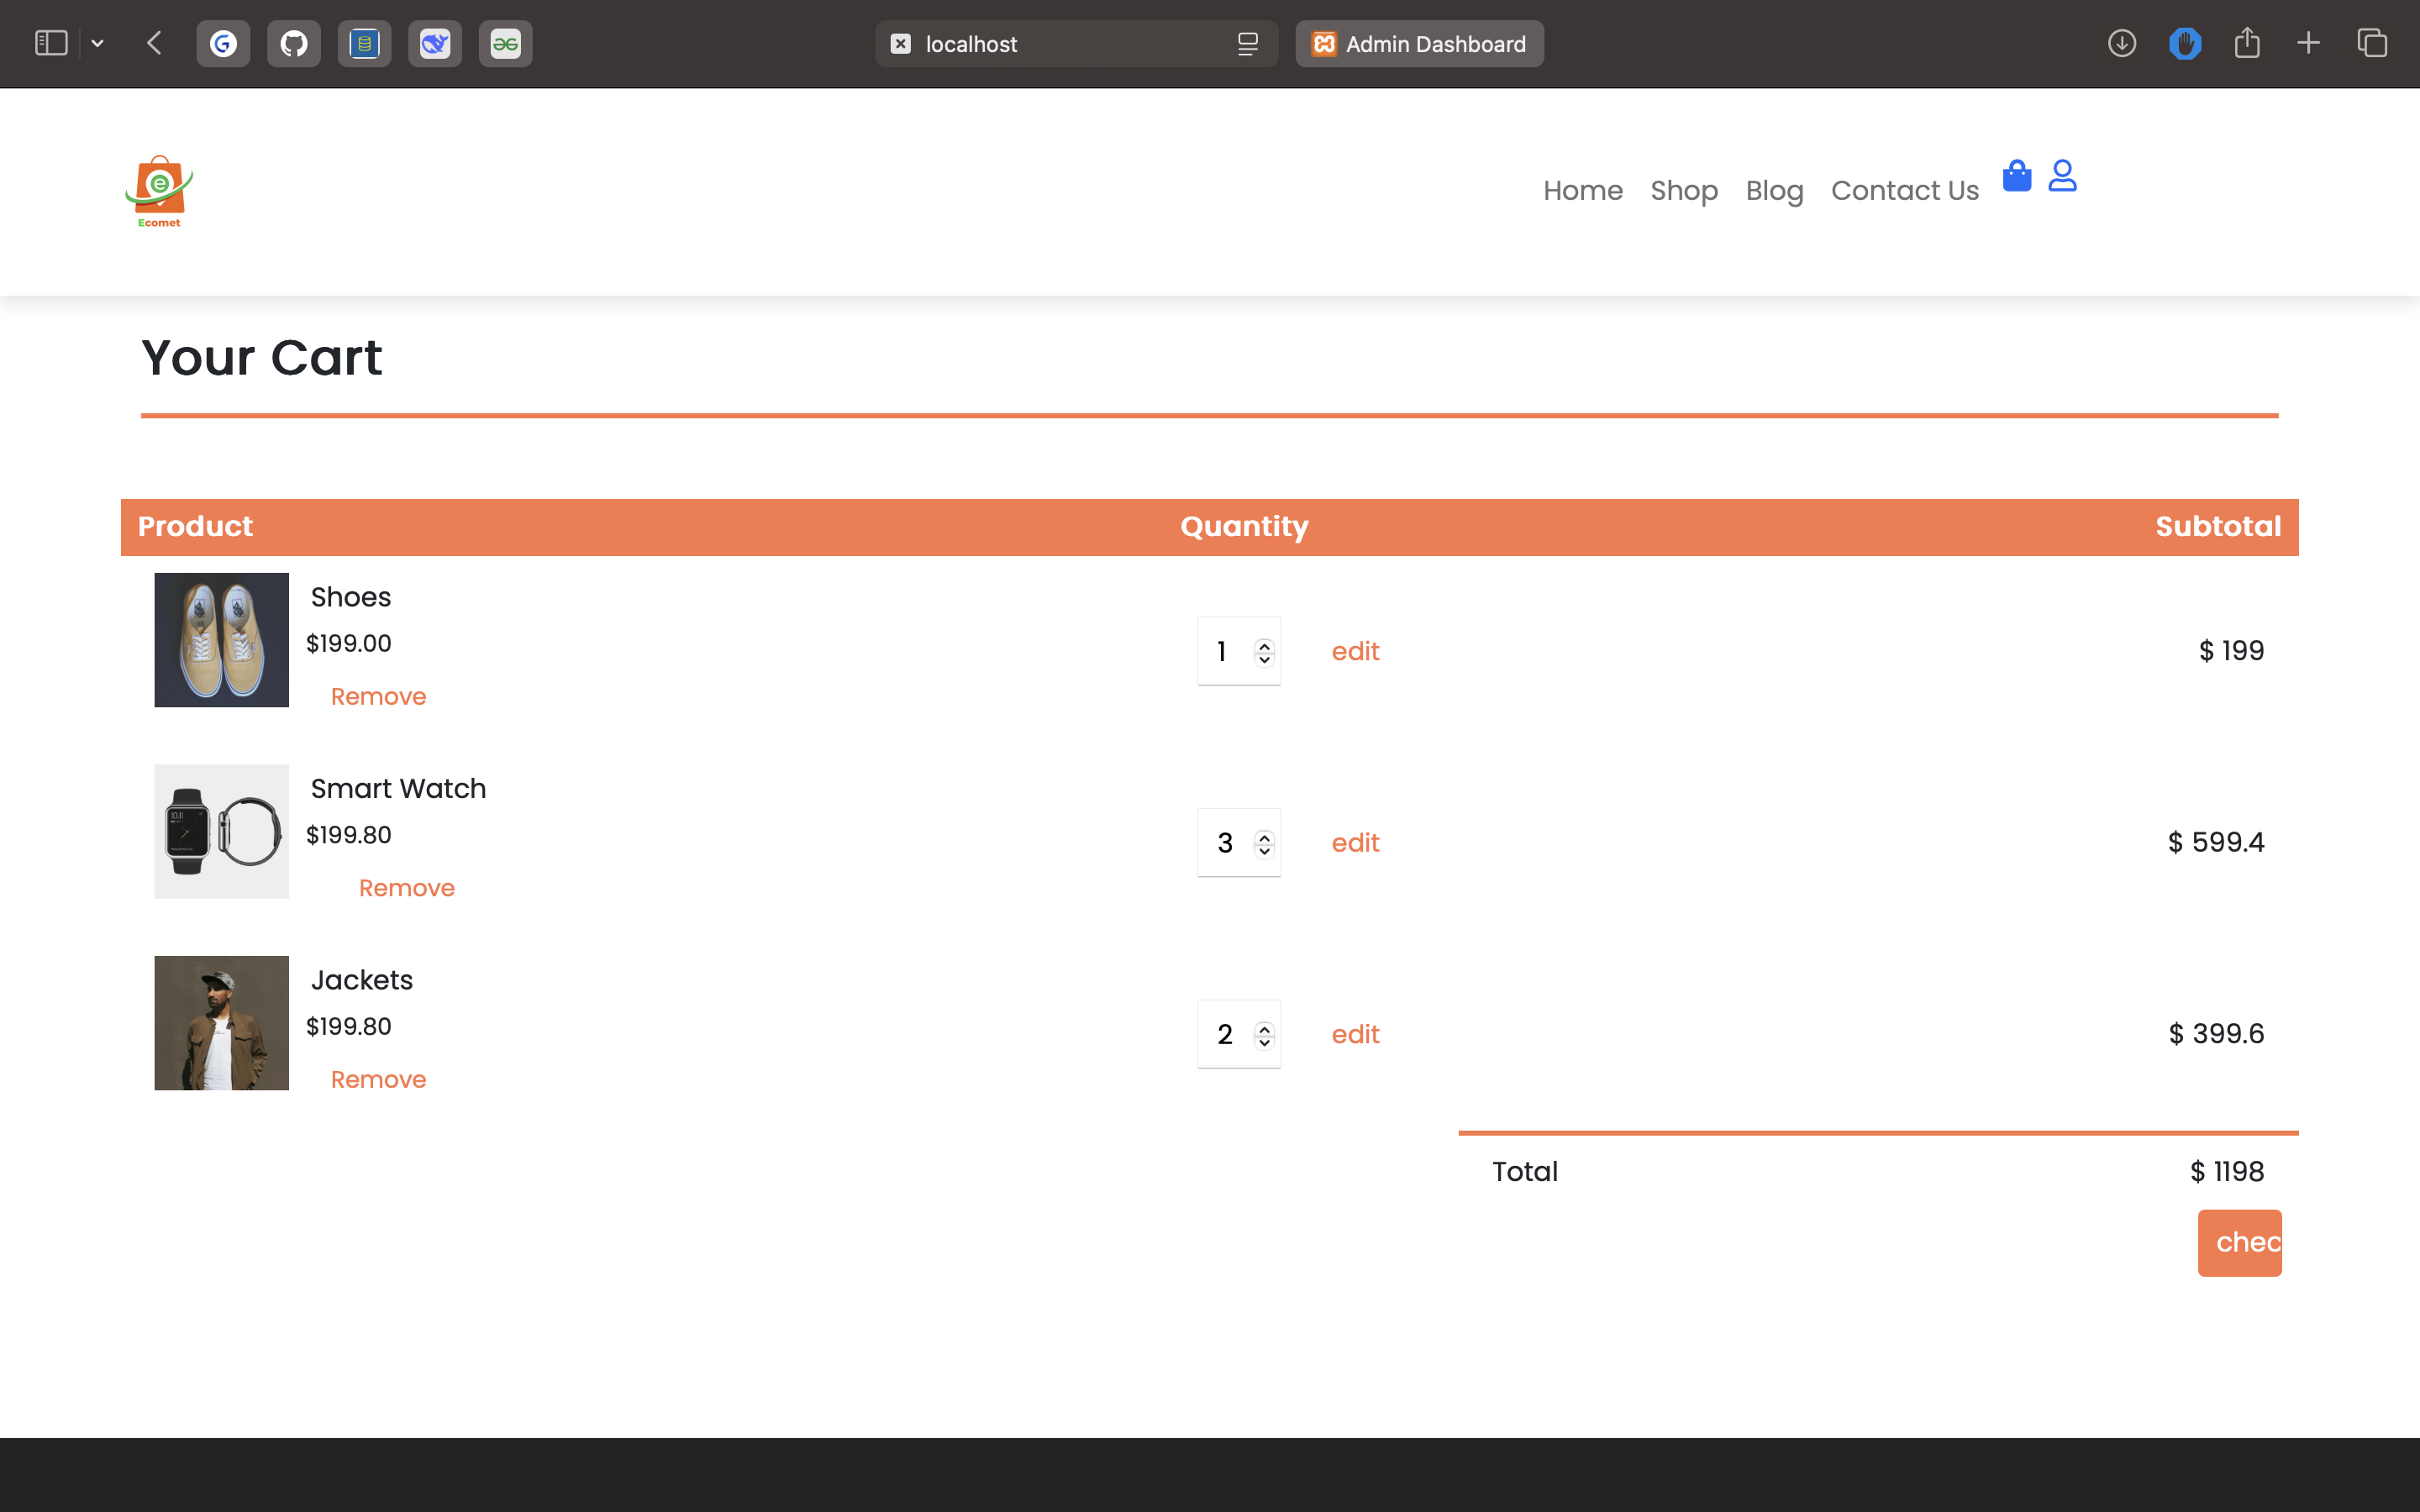 localhost
Admin Dashboard
Ecomet
Home Shop Blog Contact Us
Your Cart
Product Quantity Subtotal
Shoes
$199.00
Remove
1 edit $ 199
Smart Watch
$199.80
Remove
3 edit $ 599.4
Jackets
$199.80
Remove
2 edit $ 399.6
Total $ 1198
chec